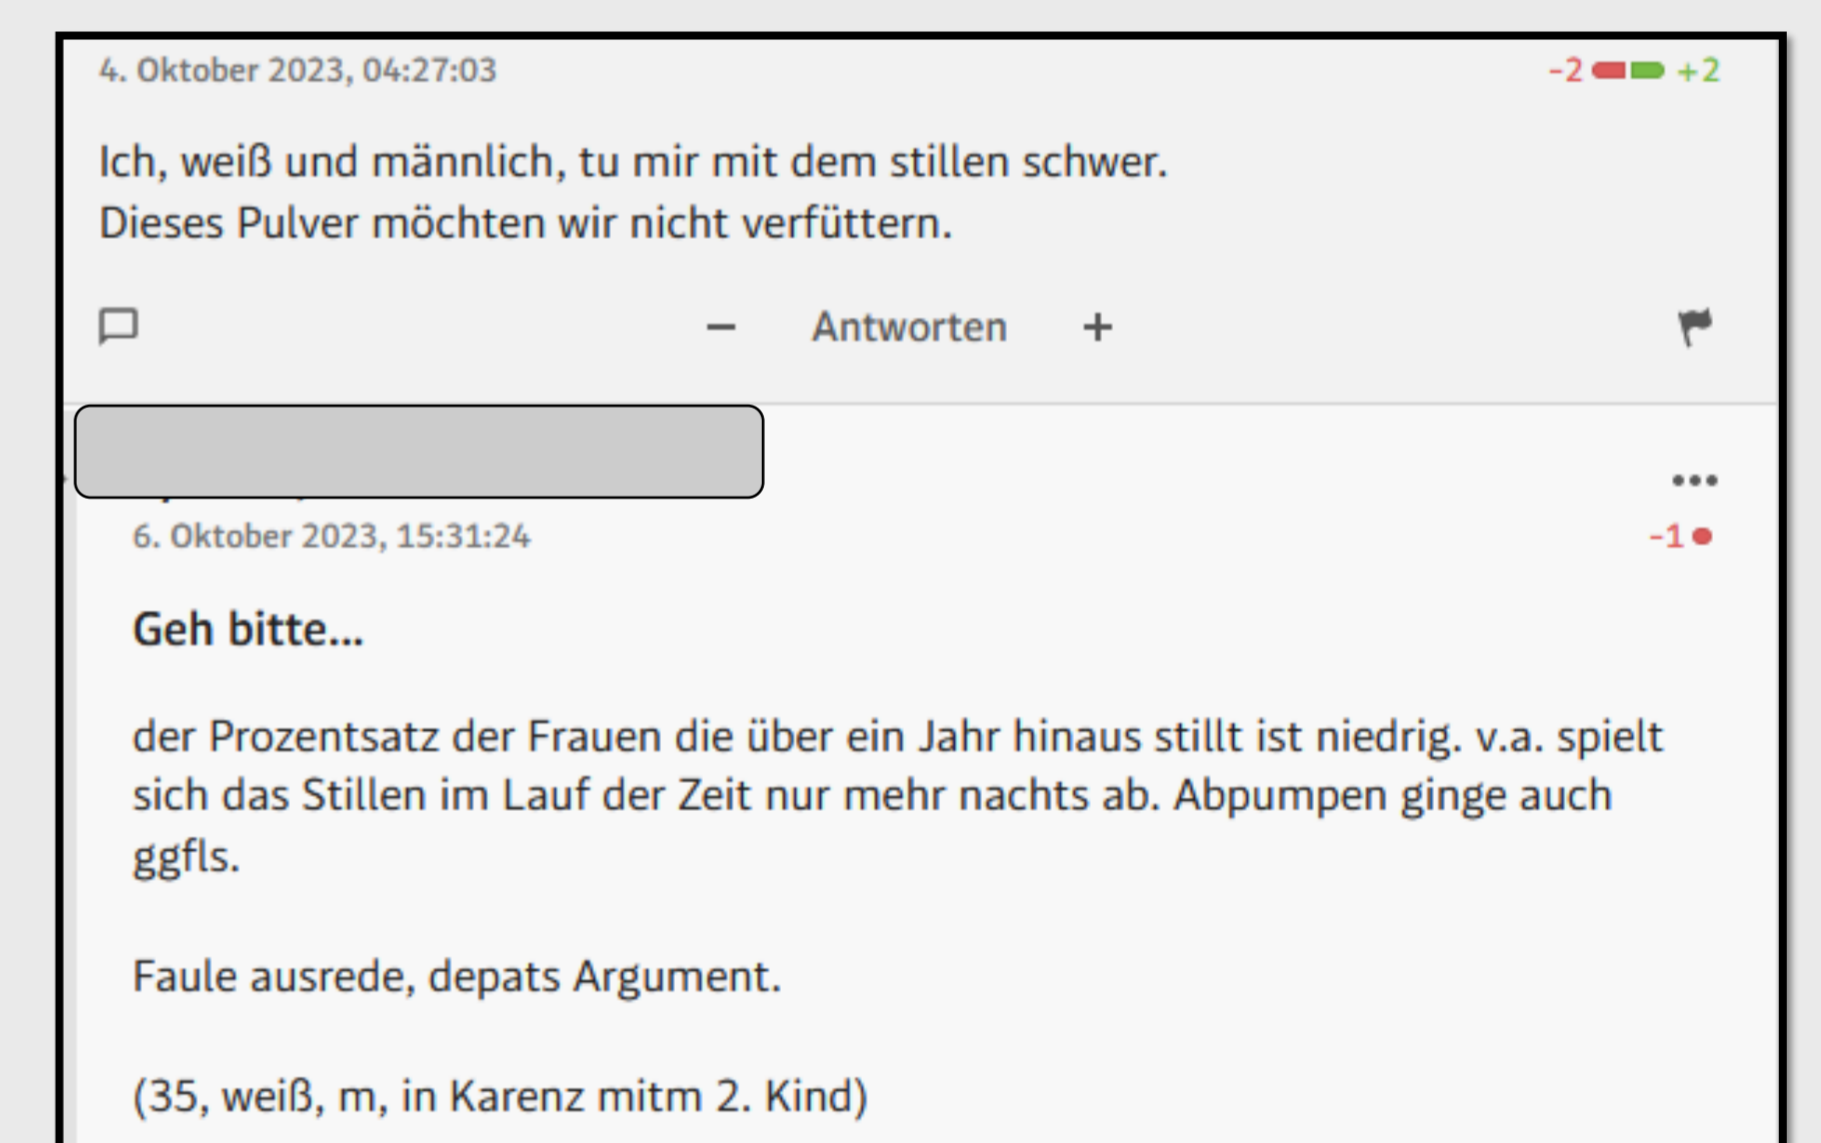 4. Oktober 2023, 04:27:03
-2 +2
Ich, weiß und männlich, tu mir mit dem stillen schwer.
Dieses Pulver möchten wir nicht verfüttern.
− Antworten +
6. Oktober 2023, 15:31:24
-1
Geh bitte...
der Prozentsatz der Frauen die über ein Jahr hinaus stillt ist niedrig. v.a. spielt
sich das Stillen im Lauf der Zeit nur mehr nachts ab. Abpumpen ginge auch
ggfls.
Faule ausrede, depats Argument.
(35, weiß, m, in Karenz mitm 2. Kind)